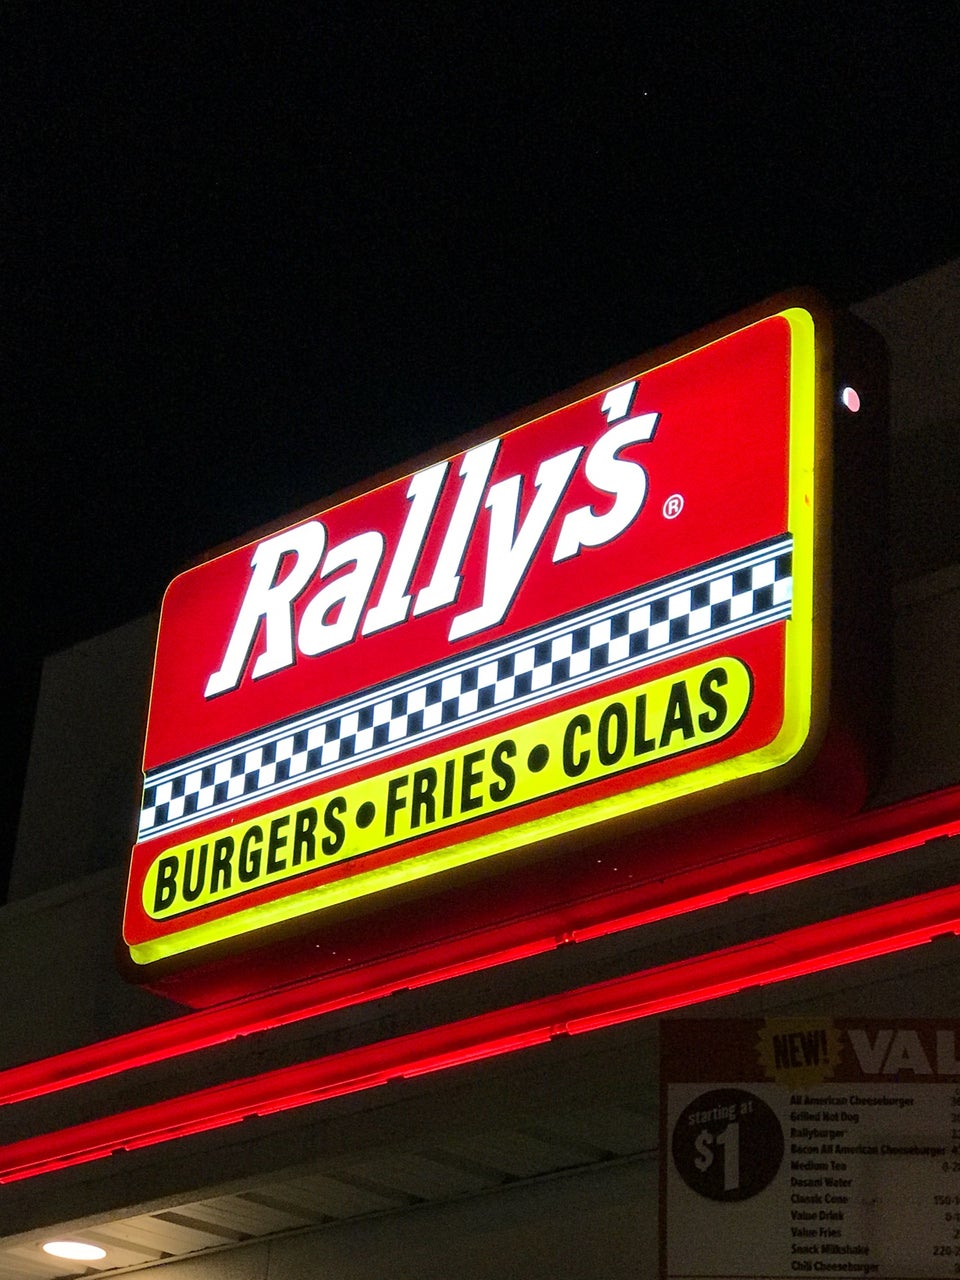 Rally's®
BURGERS•FRIES•COLAS
NEW! VAL
starting at
$1
All American Cheeseburger
Grilled Hot Dog
Rallyburger
Bacon All American Cheeseburger
Medium Tea
Dasani Water
Classic Cone
Value Drink
Value Fries
Snack Milkshake
Chili Cheeseburger